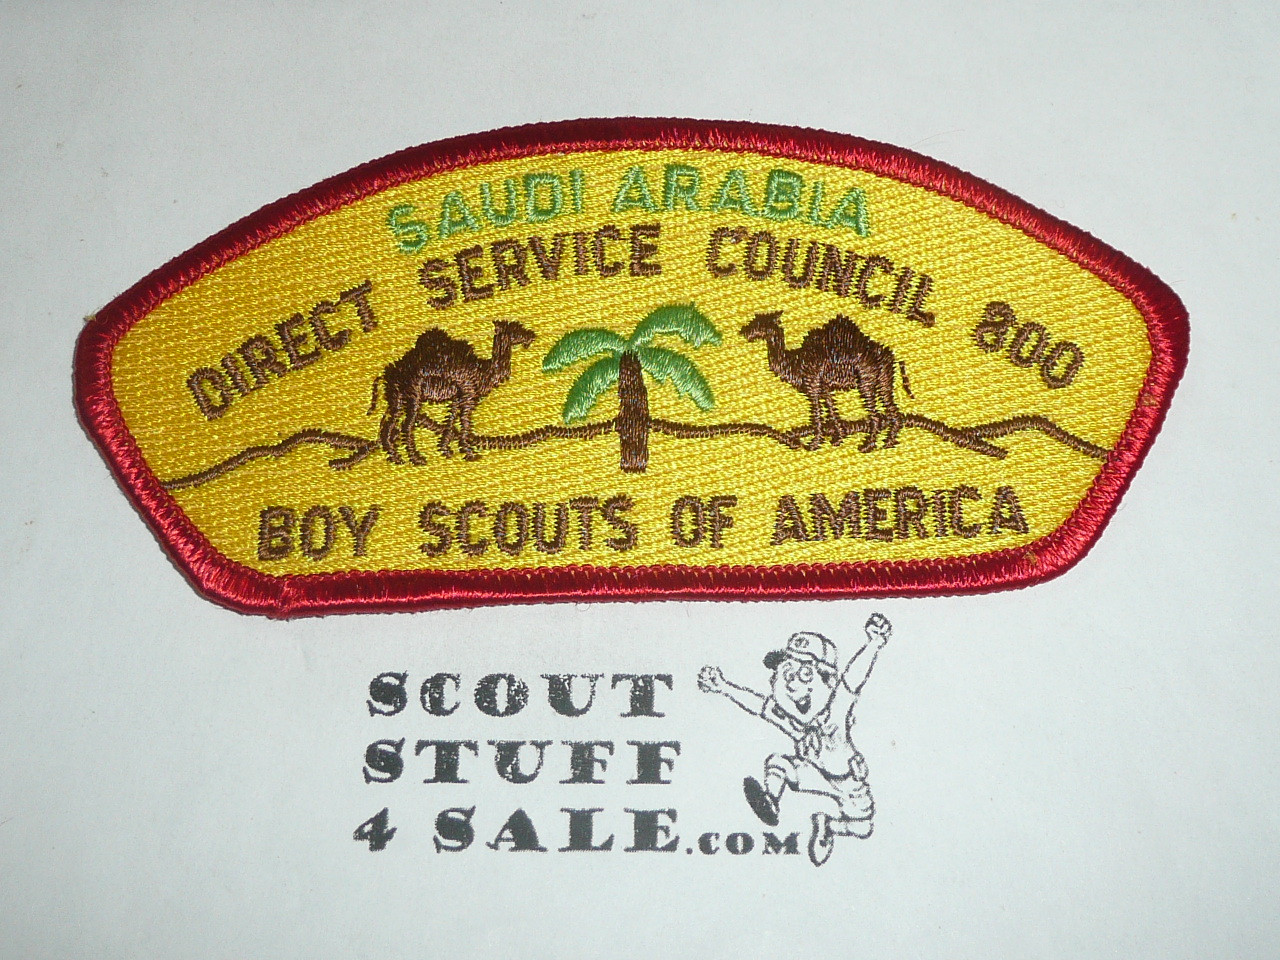 SAUDI ARABIA
DIRECT SERVICE COUNCIL 800
BOY SCOUTS OF AMERICA
SCOUT
STUFF
4 SALE.COM